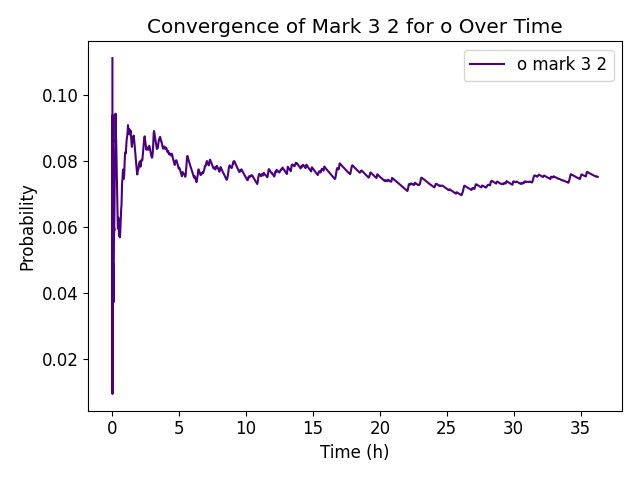 Convergence of Mark 3 2 for o Over Time
o mark 3 2
Probability
0.10
0.08
0.06
0.04
0.02
0 5 10 15 20 25 30 35
Time (h)